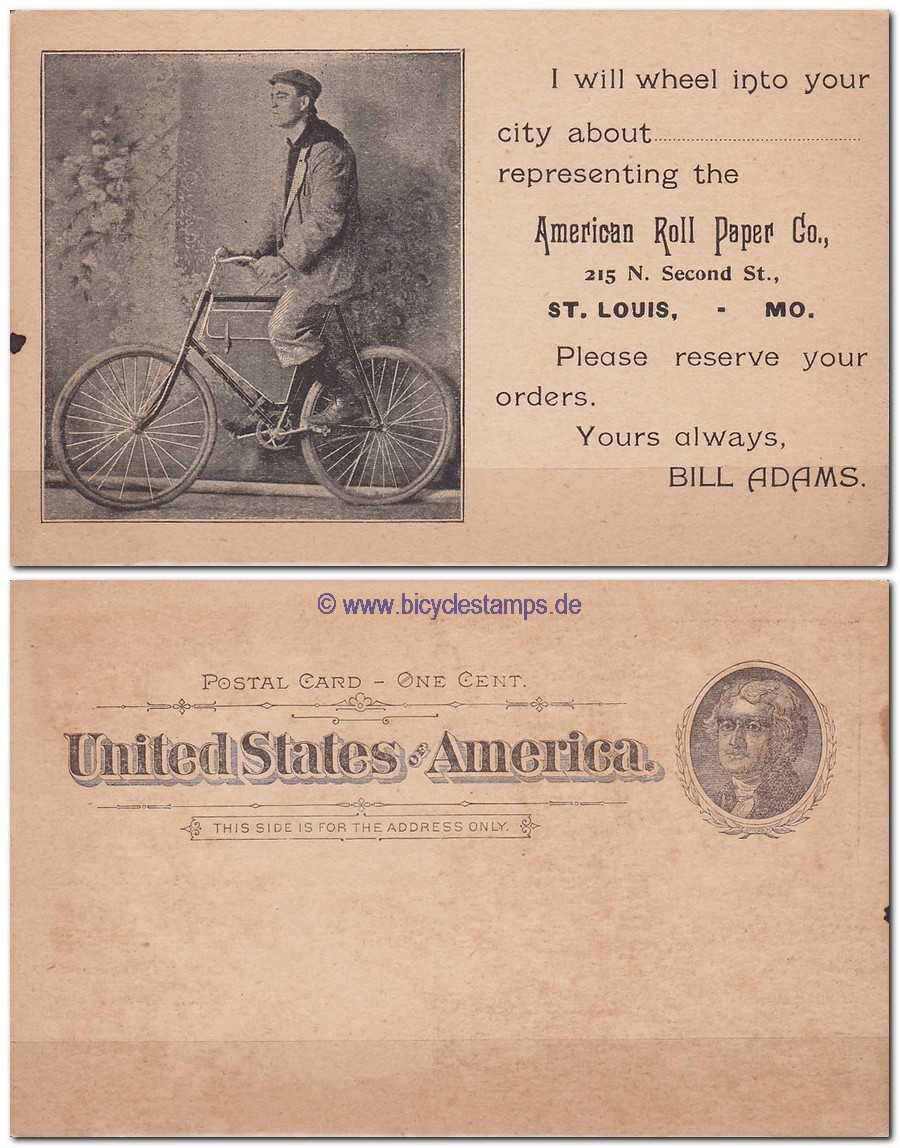 I will wheel into your
city about
representing the
American Roll Paper Co.,
215 N. Second St.,
ST. LOUIS, - MO.
Please reserve your
orders.
Yours always,
BILL ADAMS.
© www.bicyclestamps.de
POSTAL CARD – ONE CENT.
United States OF America.
THIS SIDE IS FOR THE ADDRESS ONLY.